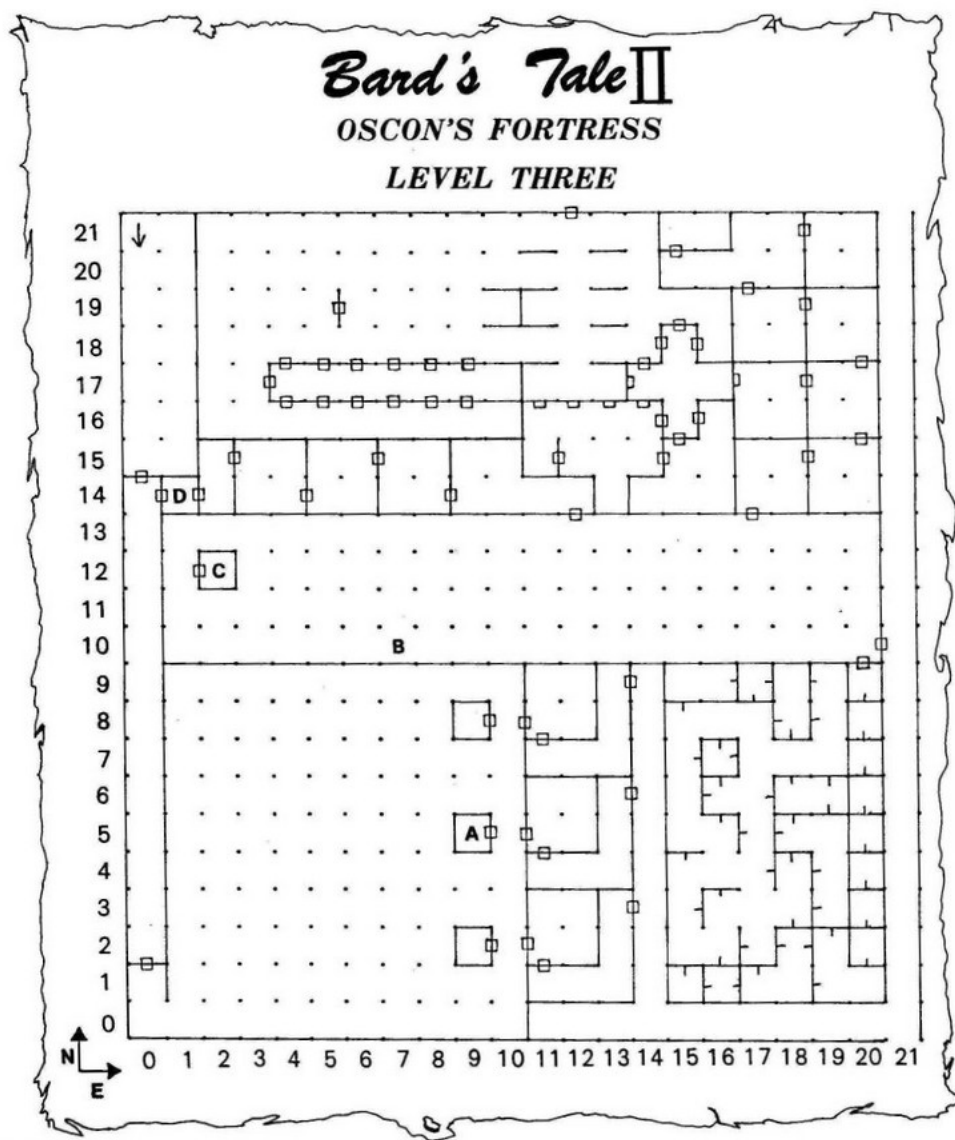 Bard's Tale II
OSCON'S FORTRESS
LEVEL THREE
21
20
19
18
17
16
15
14 D
13
12 C
11
10 B
9
8
7
6
5 A
4
3
2
1
0
N
E
0 1 2 3 4 5 6 7 8 9 10 11 12 13 14 15 16 17 18 19 20 21